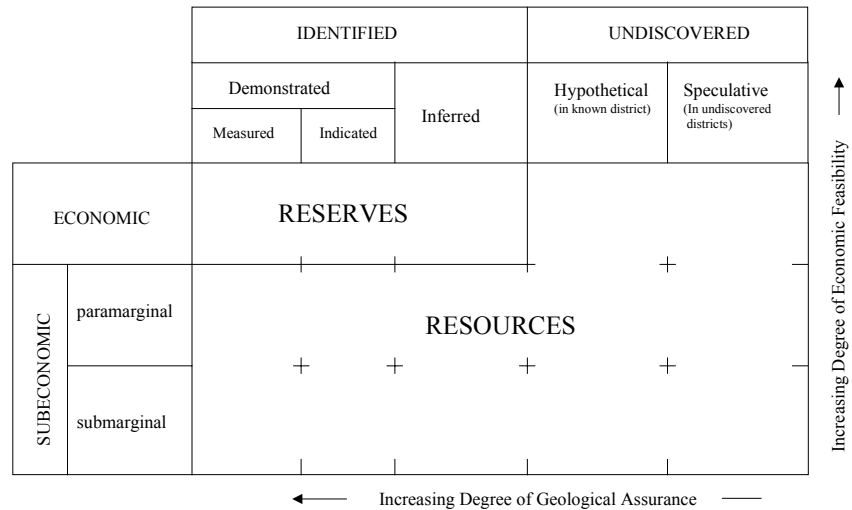 IDENTIFIED
UNDISCOVERED
Demonstrated
Measured
Indicated
Inferred
Hypothetical
(in known district)
Speculative
(In undiscovered
districts)
ECONOMIC
RESERVES
SUBECONOMIC
paramarginal
RESOURCES
submarginal
Increasing Degree of Economic Feasibility
Increasing Degree of Geological Assurance